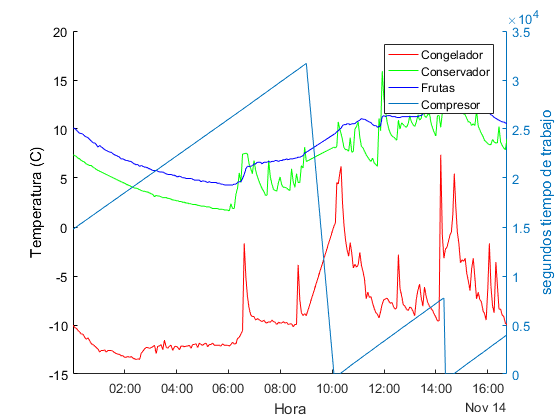 ×10⁴
20
15
10
5
0
-5
-10
-15
Temperatura (C)
3.5
3
2.5
2
1.5
1
0.5
0
segundos tiempo de trabajo
Congelador
Conservador
Frutas
Compresor
02:00 04:00 06:00 08:00 10:00 12:00 14:00 16:00
Hora
Nov 14